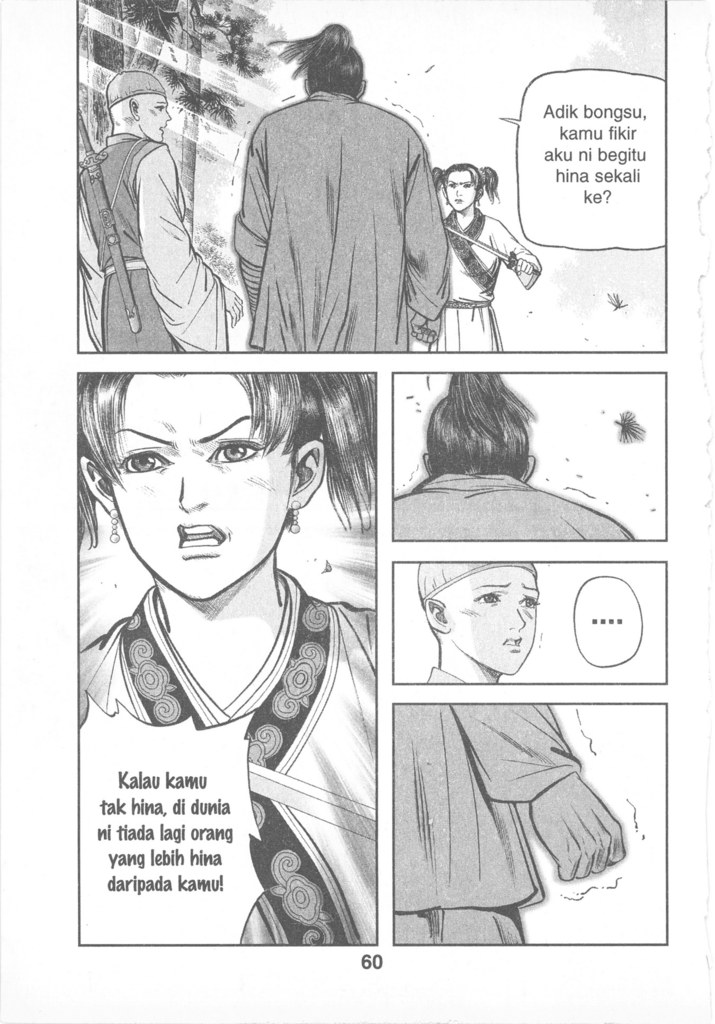 Adik bongsu,
kamu fikir
aku ni begitu
hina sekali
ke?
Kalau kamu
tak hina, di dunia
ni tiada lagi orang
yang lebih hina
daripada kamu!
....
60